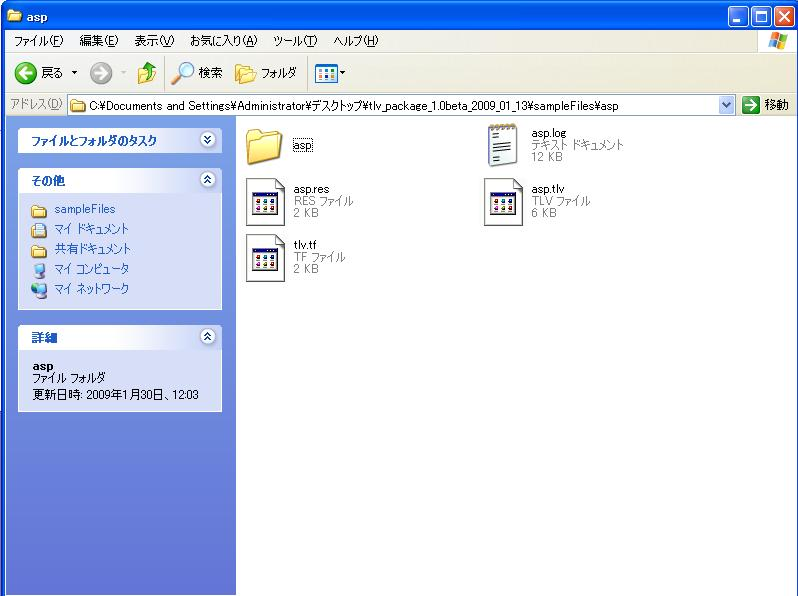 asp
ファイル(F) 編集(E) 表示(V) お気に入り(A) ツール(T) ヘルプ(H)
戻る 検索 フォルダ
アドレス(D) C:¥Documents and Settings¥Administrator¥デスクトップ¥tlv_package_1.0beta_2009_01_13¥sampleFiles¥asp 移動
ファイルとフォルダのタスク
その他
sampleFiles
マイ ドキュメント
共有ドキュメント
マイ コンピュータ
マイ ネットワーク
詳細
asp
ファイル フォルダ
更新日時: 2009年1月30日、12:03
asp
asp.log
テキスト ドキュメント
12 KB
asp.res
RES ファイル
2 KB
asp.tlv
TLV ファイル
6 KB
tlv.tf
TF ファイル
2 KB